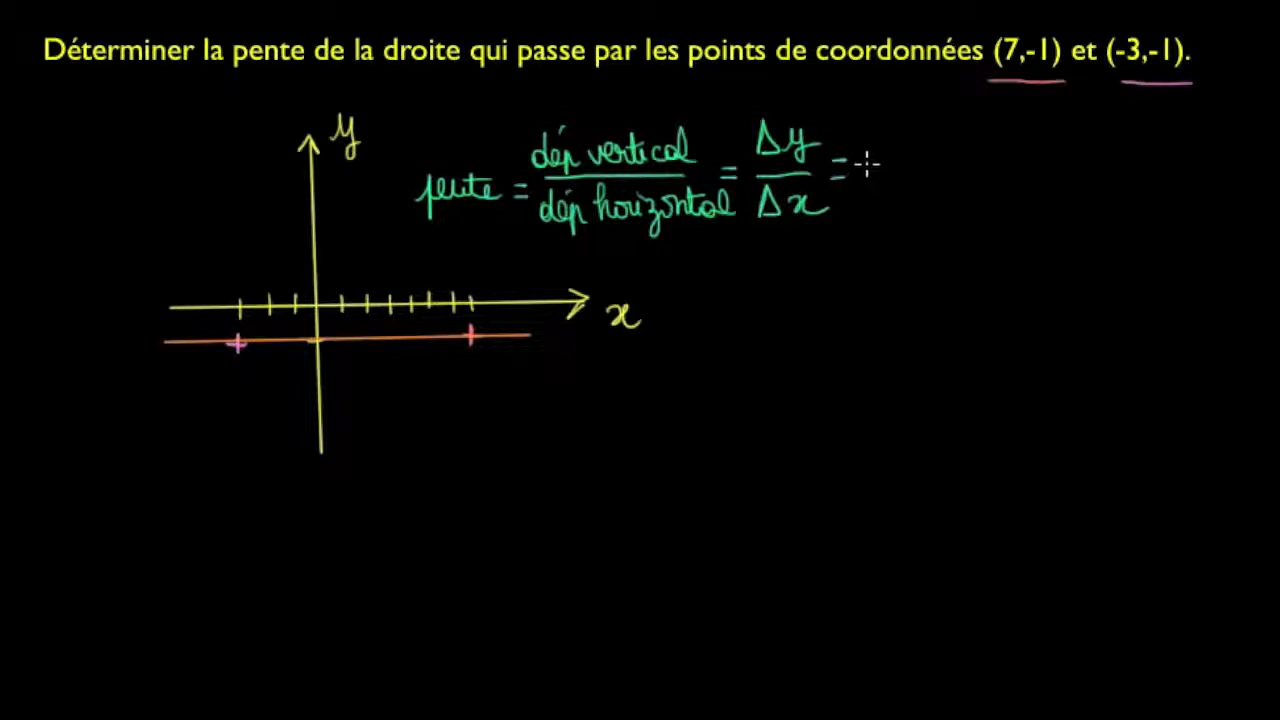 Déterminer la pente de la droite qui passe par les points de coordonnées (7,-1) et (-3,-1).
y
pente = dép vertical / dép horizontal = Δy / Δx =
x